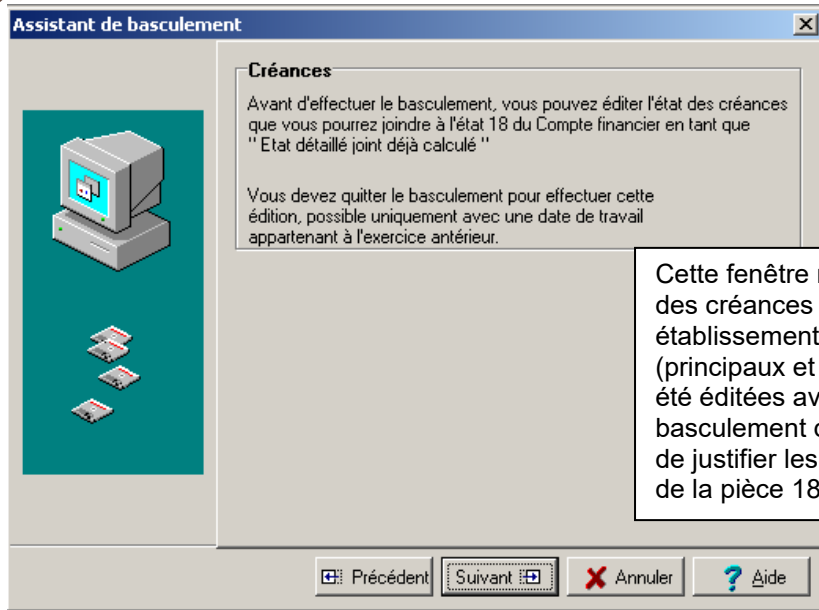 Assistant de basculement
Créances
Avant d'effectuer le basculement, vous pouvez éditer l'état des créances
que vous pourrez joindre à l'état 18 du Compte financier en tant que
" Etat détaillé joint déjà calculé "
Vous devez quitter le basculement pour effectuer cette
édition, possible uniquement avec une date de travail
appartenant à l'exercice antérieur.
Cette fenêtre
des créances
établissement
(principaux et
été éditées
basculement
de justifier les
de la pièce 18
Précédent
Suivant
Annuler
Aide